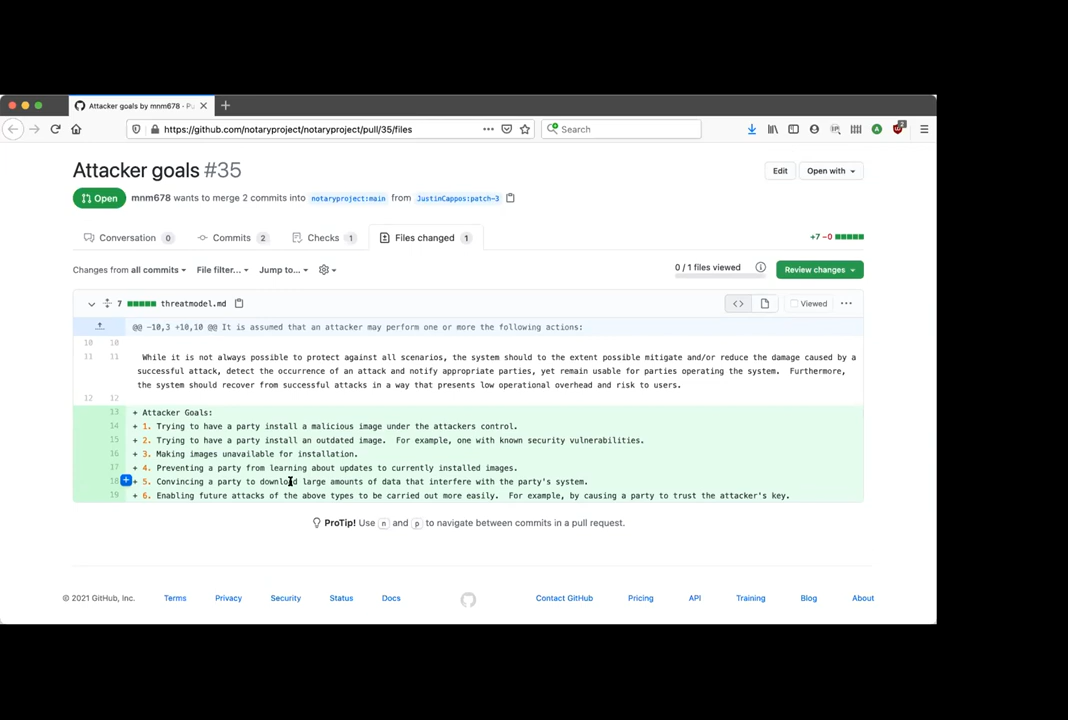 Attacker goals by mnm678 · Pu
https://github.com/notaryproject/notaryproject/pull/35/files
Search
2
Attacker goals #35
Edit
Open with
Open
mnm678 wants to merge 2 commits into notaryproject:main from JustinCappos:patch-3
Conversation 0
Commits 2
Checks 1
Files changed 1
+7 −0
Changes from all commits
File filter...
Jump to...
0 / 1 files viewed
Review changes
7 threatmodel.md
Viewed
@@ -10,3 +10,10 @@ It is assumed that an attacker may perform one or more the following actions:
10 10
11 11 While it is not always possible to protect against all scenarios, the system should to the extent possible mitigate and/or reduce the damage caused by a
successful attack, detect the occurrence of an attack and notify appropriate parties, yet remain usable for parties operating the system. Furthermore,
the system should recover from successful attacks in a way that presents low operational overhead and risk to users.
12 12
13 + Attacker Goals:
14 + 1. Trying to have a party install a malicious image under the attackers control.
15 + 2. Trying to have a party install an outdated image. For example, one with known security vulnerabilities.
16 + 3. Making images unavailable for installation.
17 + 4. Preventing a party from learning about updates to currently installed images.
18 + 5. Convincing a party to download large amounts of data that interfere with the party's system.
19 + 6. Enabling future attacks of the above types to be carried out more easily. For example, by causing a party to trust the attacker's key.
ProTip! Use n and p to navigate between commits in a pull request.
© 2021 GitHub, Inc.
Terms
Privacy
Security
Status
Docs
Contact GitHub
Pricing
API
Training
Blog
About